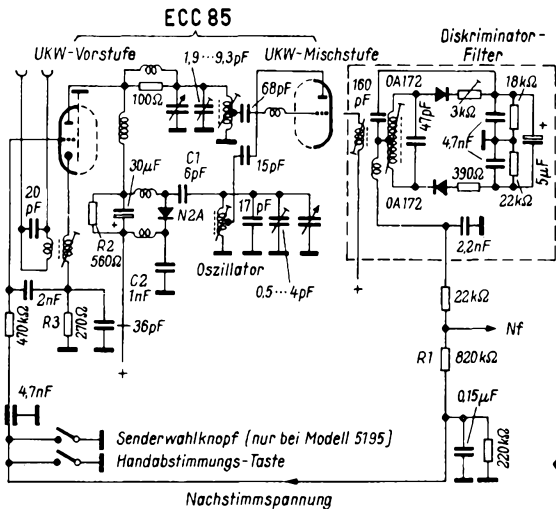 ECC 85
UKW-Vorstufe
1,9 ... 9,3pF
UKW-Mischstufe
Diskriminator-
Filter
100Ω
68pF
160
pF
0A172
18kΩ
3kΩ
47pF
4,7nF
+
5µF
30µF
C1
6pF
15pF
390Ω
0A172
22kΩ
20
pF
+
R2
560Ω
N2A
17
pF
Oszillator
2,2nF
+
C2
1nF
0,5 ... 4pF
2nF
470kΩ
R3
270Ω
36pF
22kΩ
Nf
+
R1
820kΩ
4,7nF
0,15µF
220kΩ
Senderwahlknopf [nur bei Modell 5195]
Handabstimmungs-Taste
Nachstimmspannung